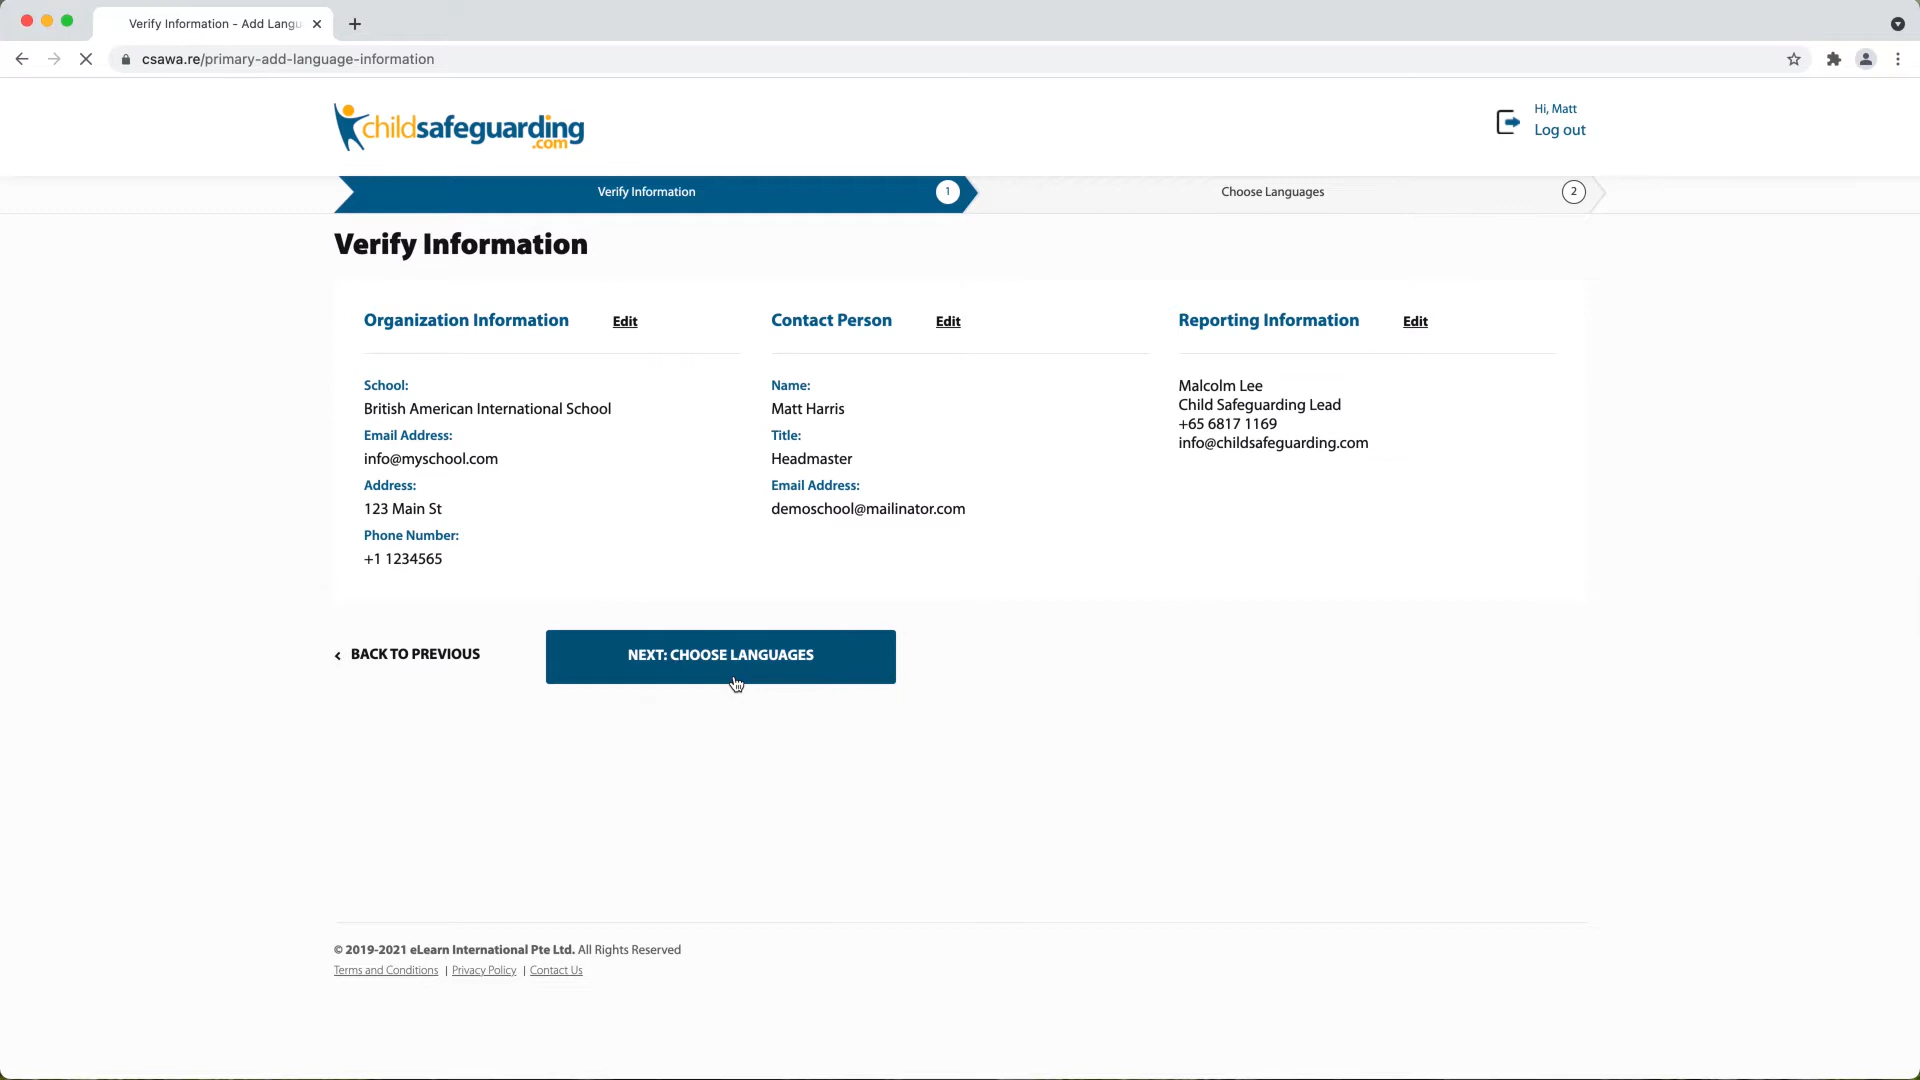 Verify Information - Add Langu
csawa.re/primary-add-language-information
childsafeguarding
.com
Hi, Matt
Log out
Verify Information
1
Choose Languages
2
Verify Information
Organization Information
Edit
School:
British American International School
Email Address:
info@myschool.com
Address:
123 Main St
Phone Number:
+1 1234565
Contact Person
Edit
Name:
Matt Harris
Title:
Headmaster
Email Address:
demoschool@mailinator.com
Reporting Information
Edit
Malcolm Lee
Child Safeguarding Lead
+65 6817 1169
info@childsafeguarding.com
BACK TO PREVIOUS
NEXT: CHOOSE LANGUAGES
© 2019-2021 eLearn International Pte Ltd. All Rights Reserved
Terms and Conditions | Privacy Policy | Contact Us